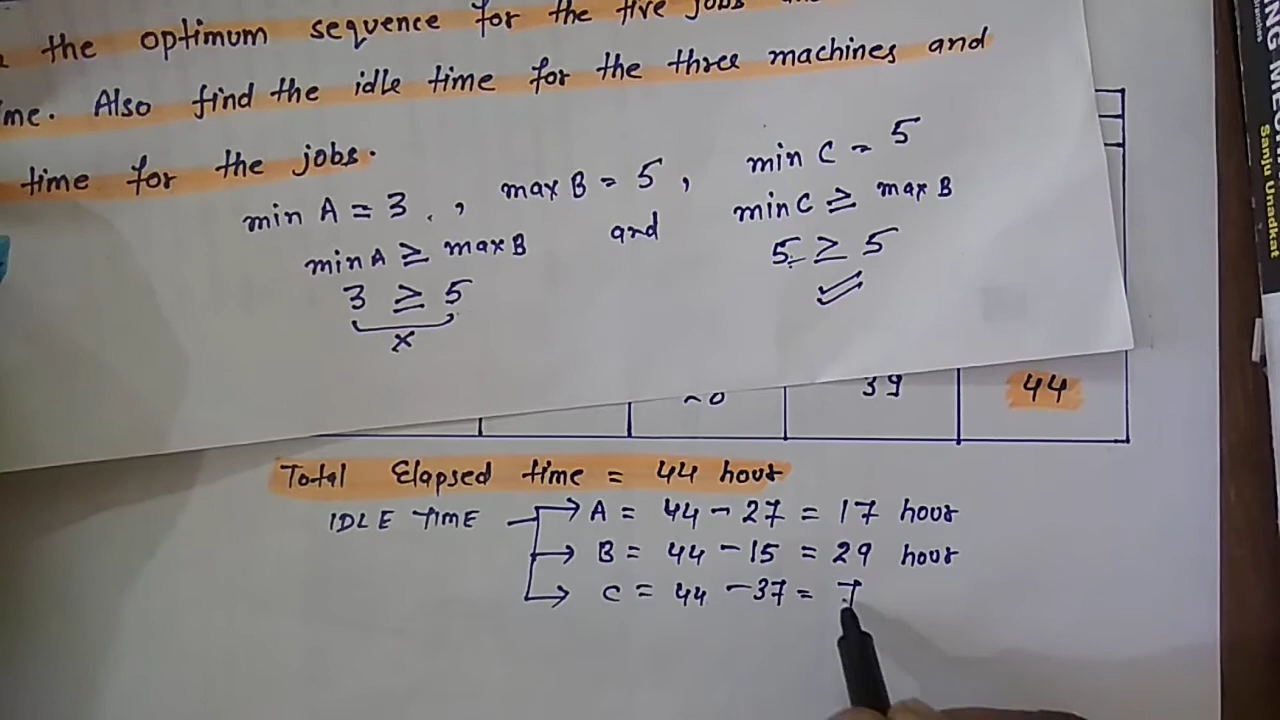 the optimum sequence for the five jobs
me. Also find the idle time for the three machines and
time for the jobs.
min A = 3 , max B = 5 , min C = 5
min A ≥ max B and min C ≥ max B
3 ≥ 5 5 ≥ 5
x
39 44
Total Elapsed time = 44 hour
IDLE TIME → A = 44 - 27 = 17 hour
→ B = 44 - 15 = 29 hour
→ C = 44 - 37 = 7
Sanju Unadkat